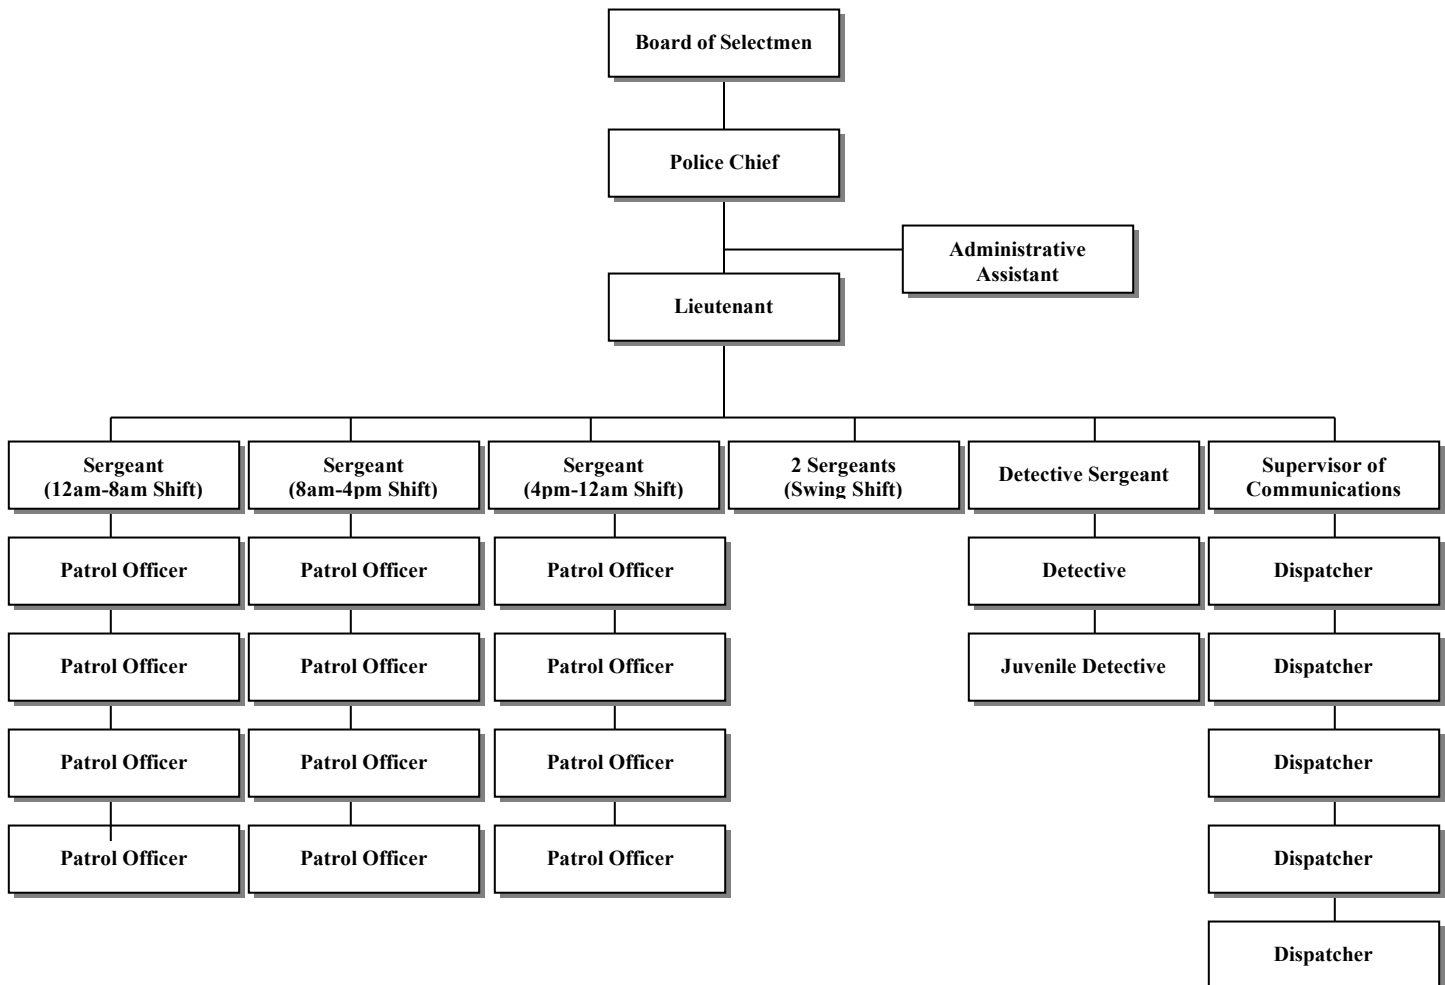 Board of Selectmen
Police Chief
Administrative
Assistant
Lieutenant
Sergeant
(12am-8am Shift)
Sergeant
(8am-4pm Shift)
Sergeant
(4pm-12am Shift)
2 Sergeants
(Swing Shift)
Detective Sergeant
Supervisor of
Communications
Patrol Officer
Patrol Officer
Patrol Officer
Detective
Dispatcher
Patrol Officer
Patrol Officer
Patrol Officer
Juvenile Detective
Dispatcher
Patrol Officer
Patrol Officer
Patrol Officer
Dispatcher
Patrol Officer
Patrol Officer
Patrol Officer
Dispatcher
Dispatcher